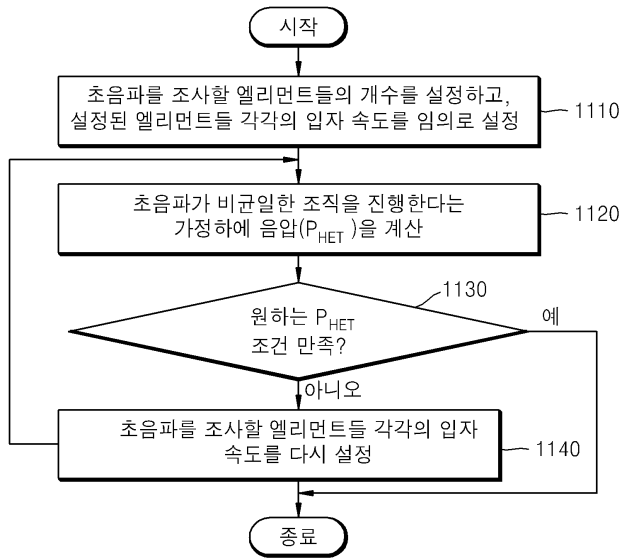 시작
초음파를 조사할 엘리먼트들의 개수를 설정하고,
설정된 엘리먼트들 각각의 입자 속도를 임의로 설정
1110
초음파가 비균일한 조직을 진행한다는
가정하에 음압(PHET )을 계산
1120
1130
원하는 PHET
조건 만족?
예
아니오
초음파를 조사할 엘리먼트들 각각의 입자
속도를 다시 설정
1140
종료